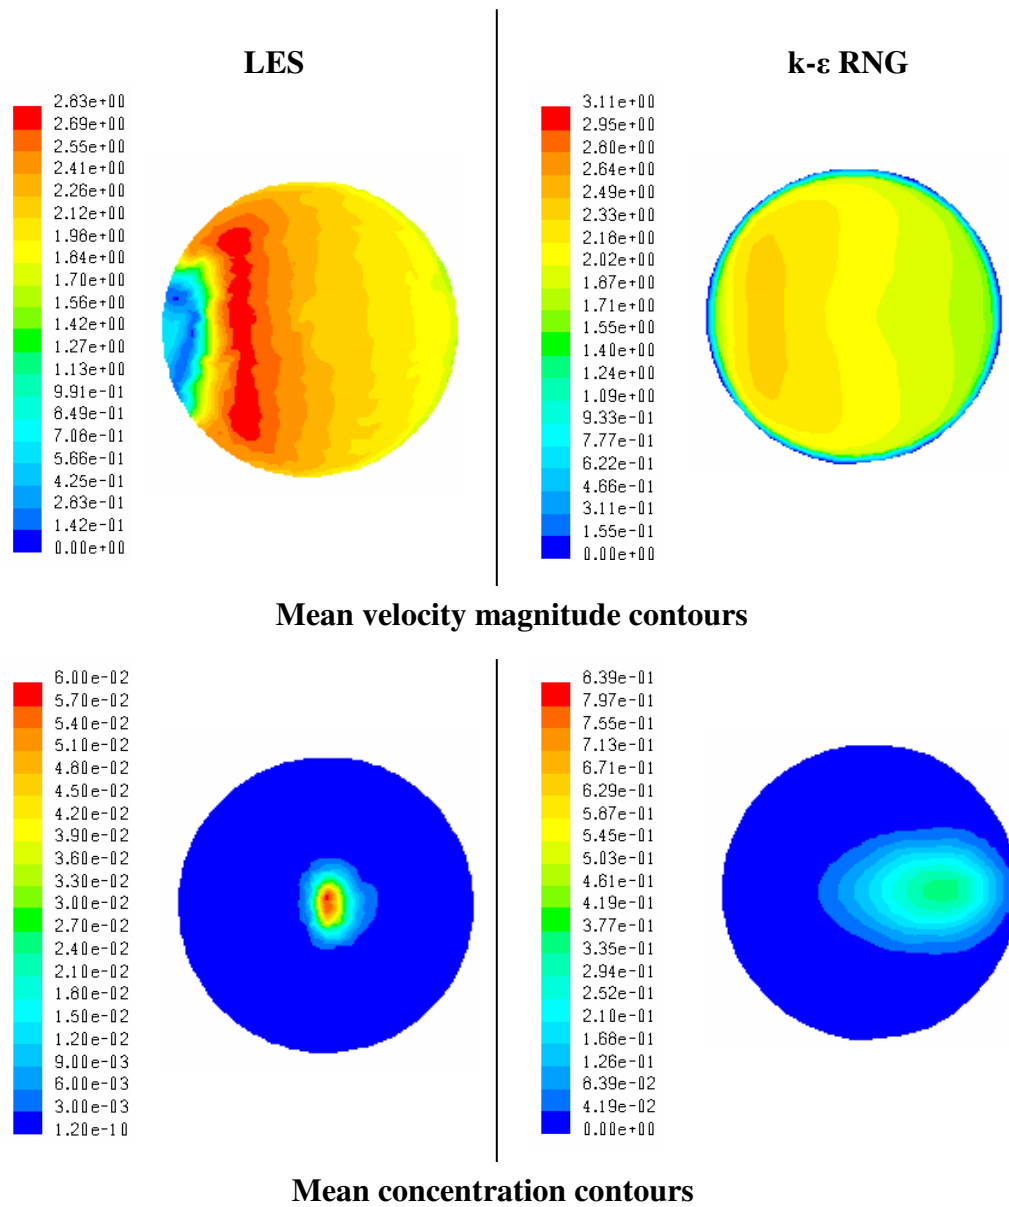 LES
k-ε RNG
2.83e+00
2.69e+00
2.55e+00
2.41e+00
2.26e+00
2.12e+00
1.98e+00
1.84e+00
1.70e+00
1.56e+00
1.42e+00
1.27e+00
1.13e+00
9.91e-01
8.49e-01
7.08e-01
5.66e-01
4.25e-01
2.83e-01
1.42e-01
0.00e+00
3.11e+00
2.95e+00
2.80e+00
2.64e+00
2.49e+00
2.33e+00
2.18e+00
2.02e+00
1.87e+00
1.71e+00
1.55e+00
1.40e+00
1.24e+00
1.09e+00
9.33e-01
7.77e-01
6.22e-01
4.66e-01
3.11e-01
1.55e-01
0.00e+00
Mean velocity magnitude contours
6.00e-02
5.70e-02
5.40e-02
5.10e-02
4.80e-02
4.50e-02
4.20e-02
3.90e-02
3.60e-02
3.30e-02
3.00e-02
2.70e-02
2.40e-02
2.10e-02
1.80e-02
1.50e-02
1.20e-02
9.00e-03
6.00e-03
3.00e-03
1.20e-10
8.39e-01
7.97e-01
7.55e-01
7.13e-01
6.71e-01
6.29e-01
5.87e-01
5.45e-01
5.03e-01
4.61e-01
4.19e-01
3.77e-01
3.35e-01
2.94e-01
2.52e-01
2.10e-01
1.68e-01
1.26e-01
8.39e-02
4.19e-02
0.00e+00
Mean concentration contours